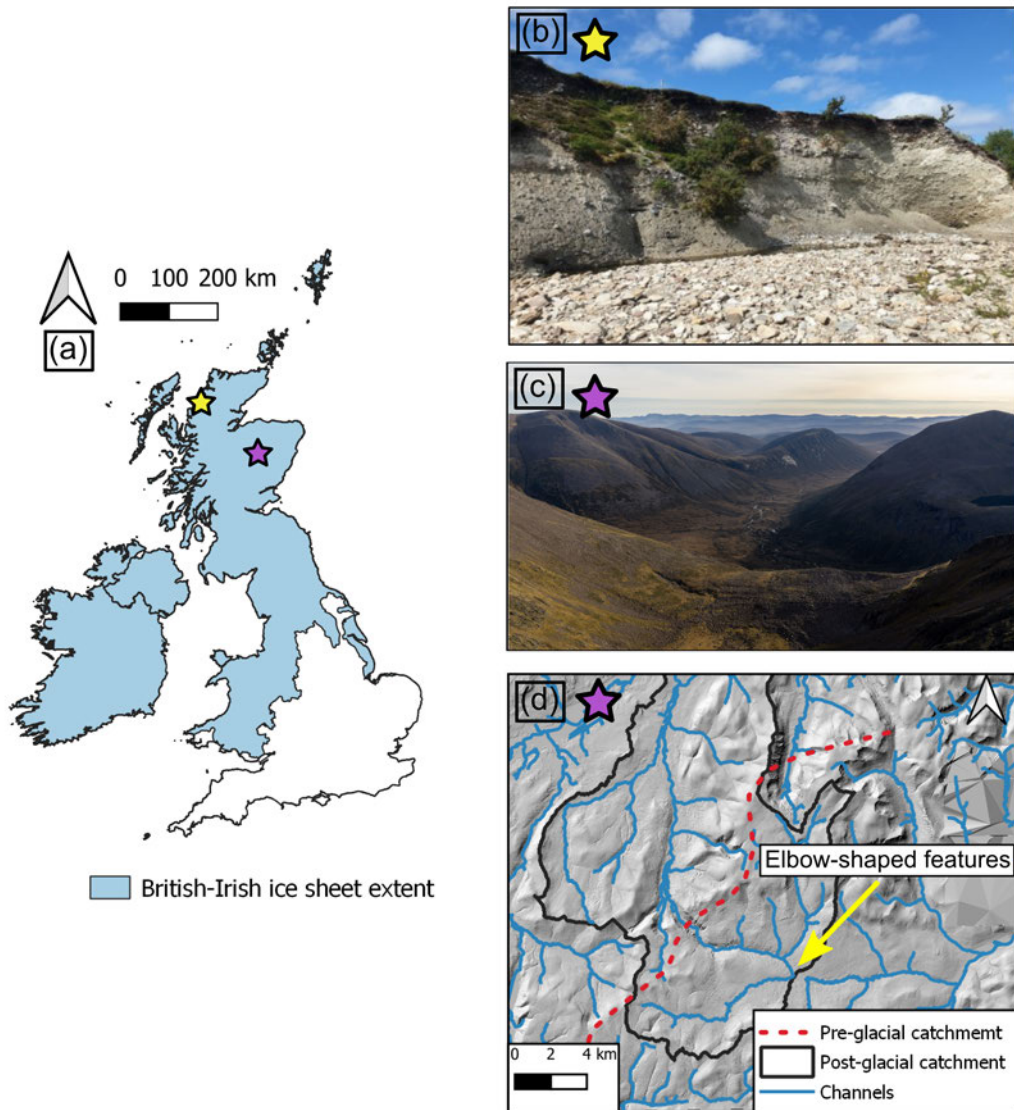 0 100 200 km
(a)
British-Irish ice sheet extent
(b)
(c)
(d)
Elbow-shaped features
Pre-glacial catchmemt
Post-glacial catchment
Channels
0 2 4 km